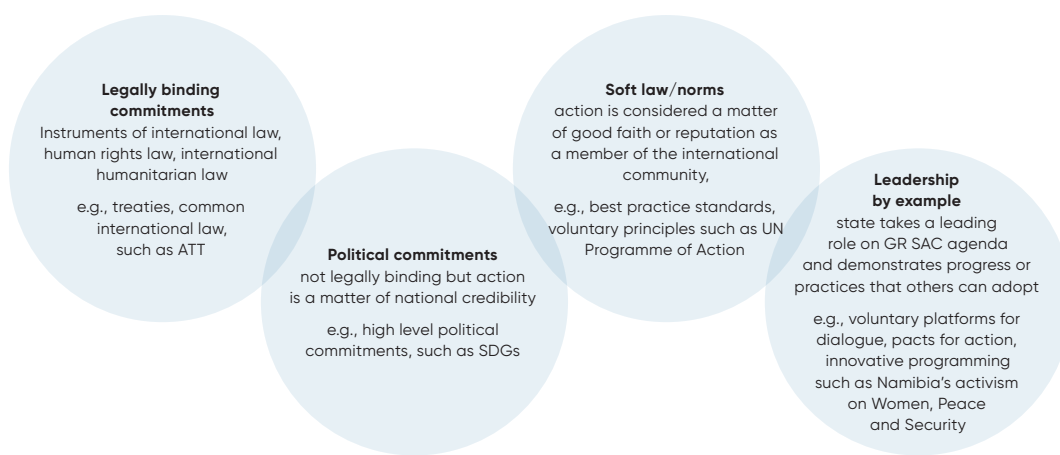 Legally binding
commitments
Instruments of international law,
human rights law, international
humanitarian law
e.g., treaties, common
international law,
such as ATT
Political commitments
not legally binding but action
is a matter of national credibility
e.g., high level political
commitments, such as SDGs
Soft law/norms
action is considered a matter
of good faith or reputation as
a member of the international
community,
e.g., best practice standards,
voluntary principles such as UN
Programme of Action
Leadership
by example
state takes a leading
role on GR SAC agenda
and demonstrates progress or
practices that others can adopt
e.g., voluntary platforms for
dialogue, pacts for action,
innovative programming
such as Namibia's activism
on Women, Peace
and Security